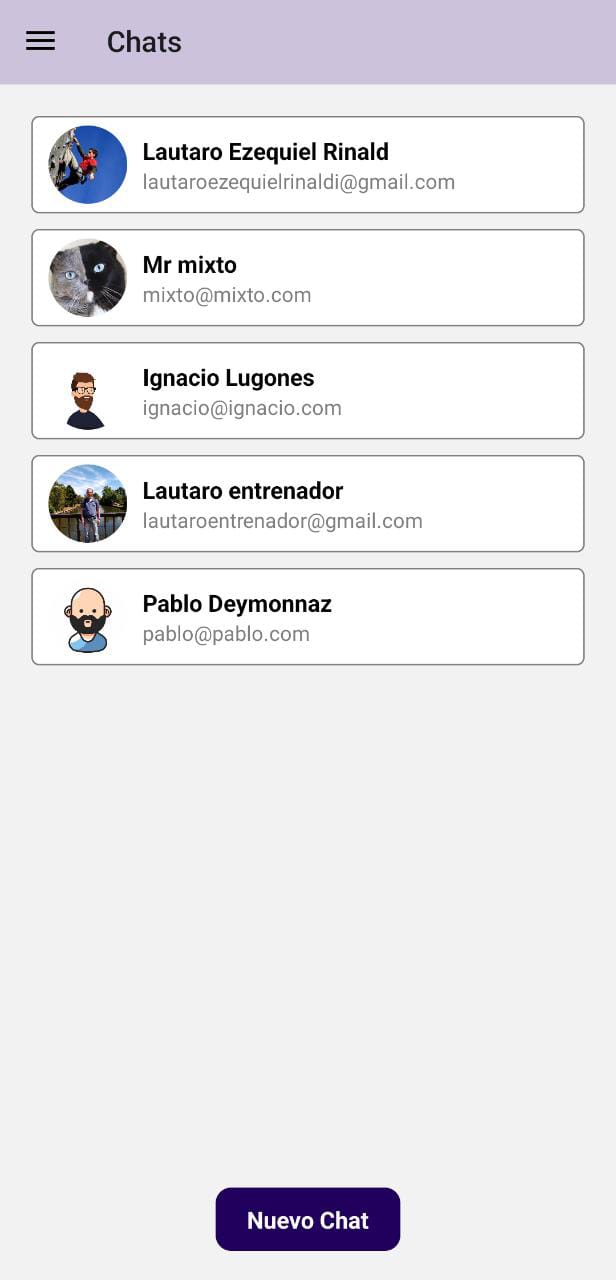 Chats
Lautaro Ezequiel Rinald
lautaroezequielrinaldi@gmail.com
Mr mixto
mixto@mixto.com
Ignacio Lugones
ignacio@ignacio.com
Lautaro entrenador
lautaroentrenador@gmail.com
Pablo Deymonnaz
pablo@pablo.com
Nuevo Chat